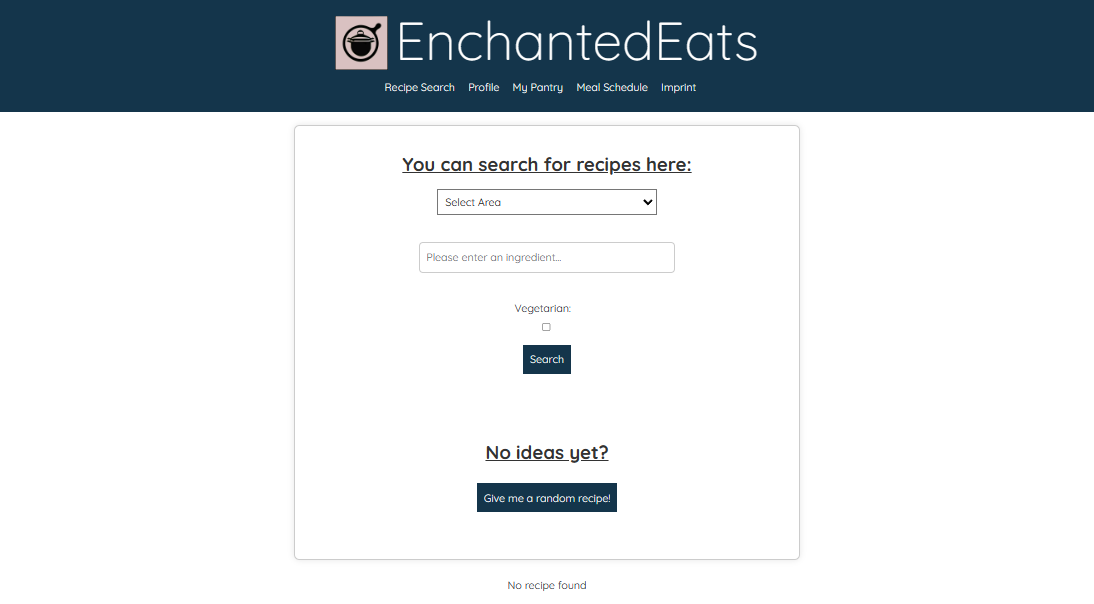 EnchantedEats
Recipe Search Profile My Pantry Meal Schedule Imprint
You can search for recipes here:
Select Area
Please enter an ingredient...
Vegetarian:
Search
No ideas yet?
Give me a random recipe!
No recipe found